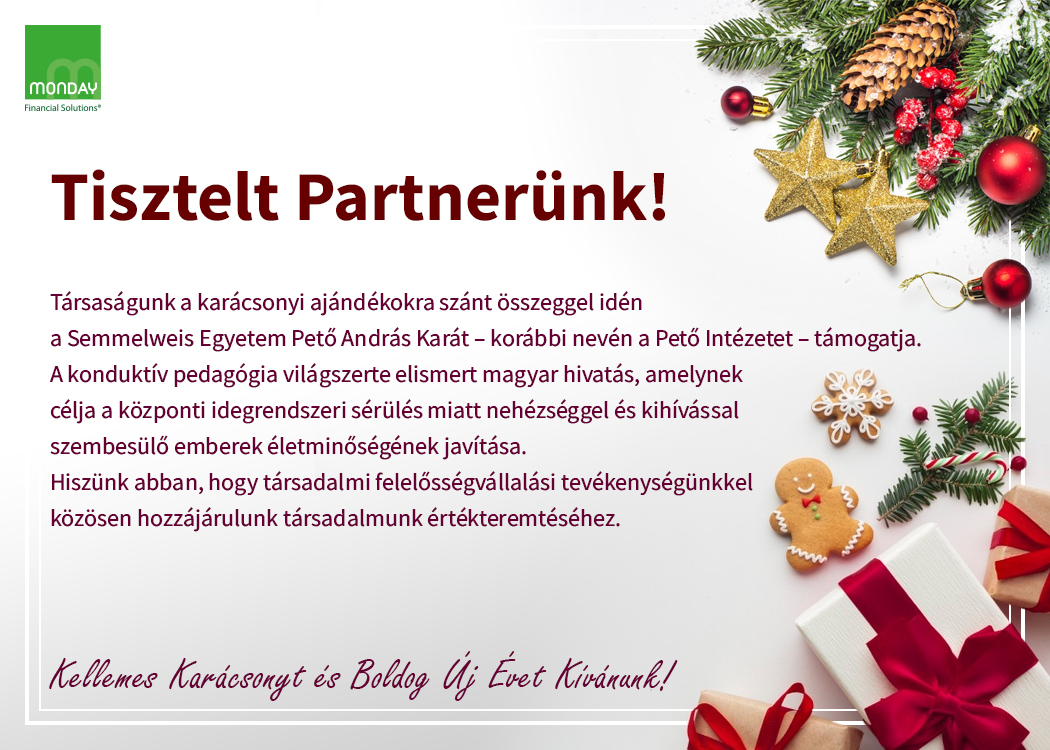 monday
Financial Solutions®
Tisztelt Partnerünk!
Társaságunk a karácsonyi ajándékokra szánt összeggel idén
a Semmelweis Egyetem Pető András Karát – korábbi nevén a Pető Intézetet – támogatja.
A konduktív pedagógia világszerte elismert magyar hivatás, amelynek
célja a központi idegrendszeri sérülés miatt nehézséggel és kihívással
szembesülő emberek életminőségének javítása.
Hiszünk abban, hogy társadalmi felelősségvállalási tevékenységünkkel
közösen hozzájárulunk társadalmunk értékteremtéséhez.
Kellemes Karácsonyt és Boldog Új Évet Kívánunk!